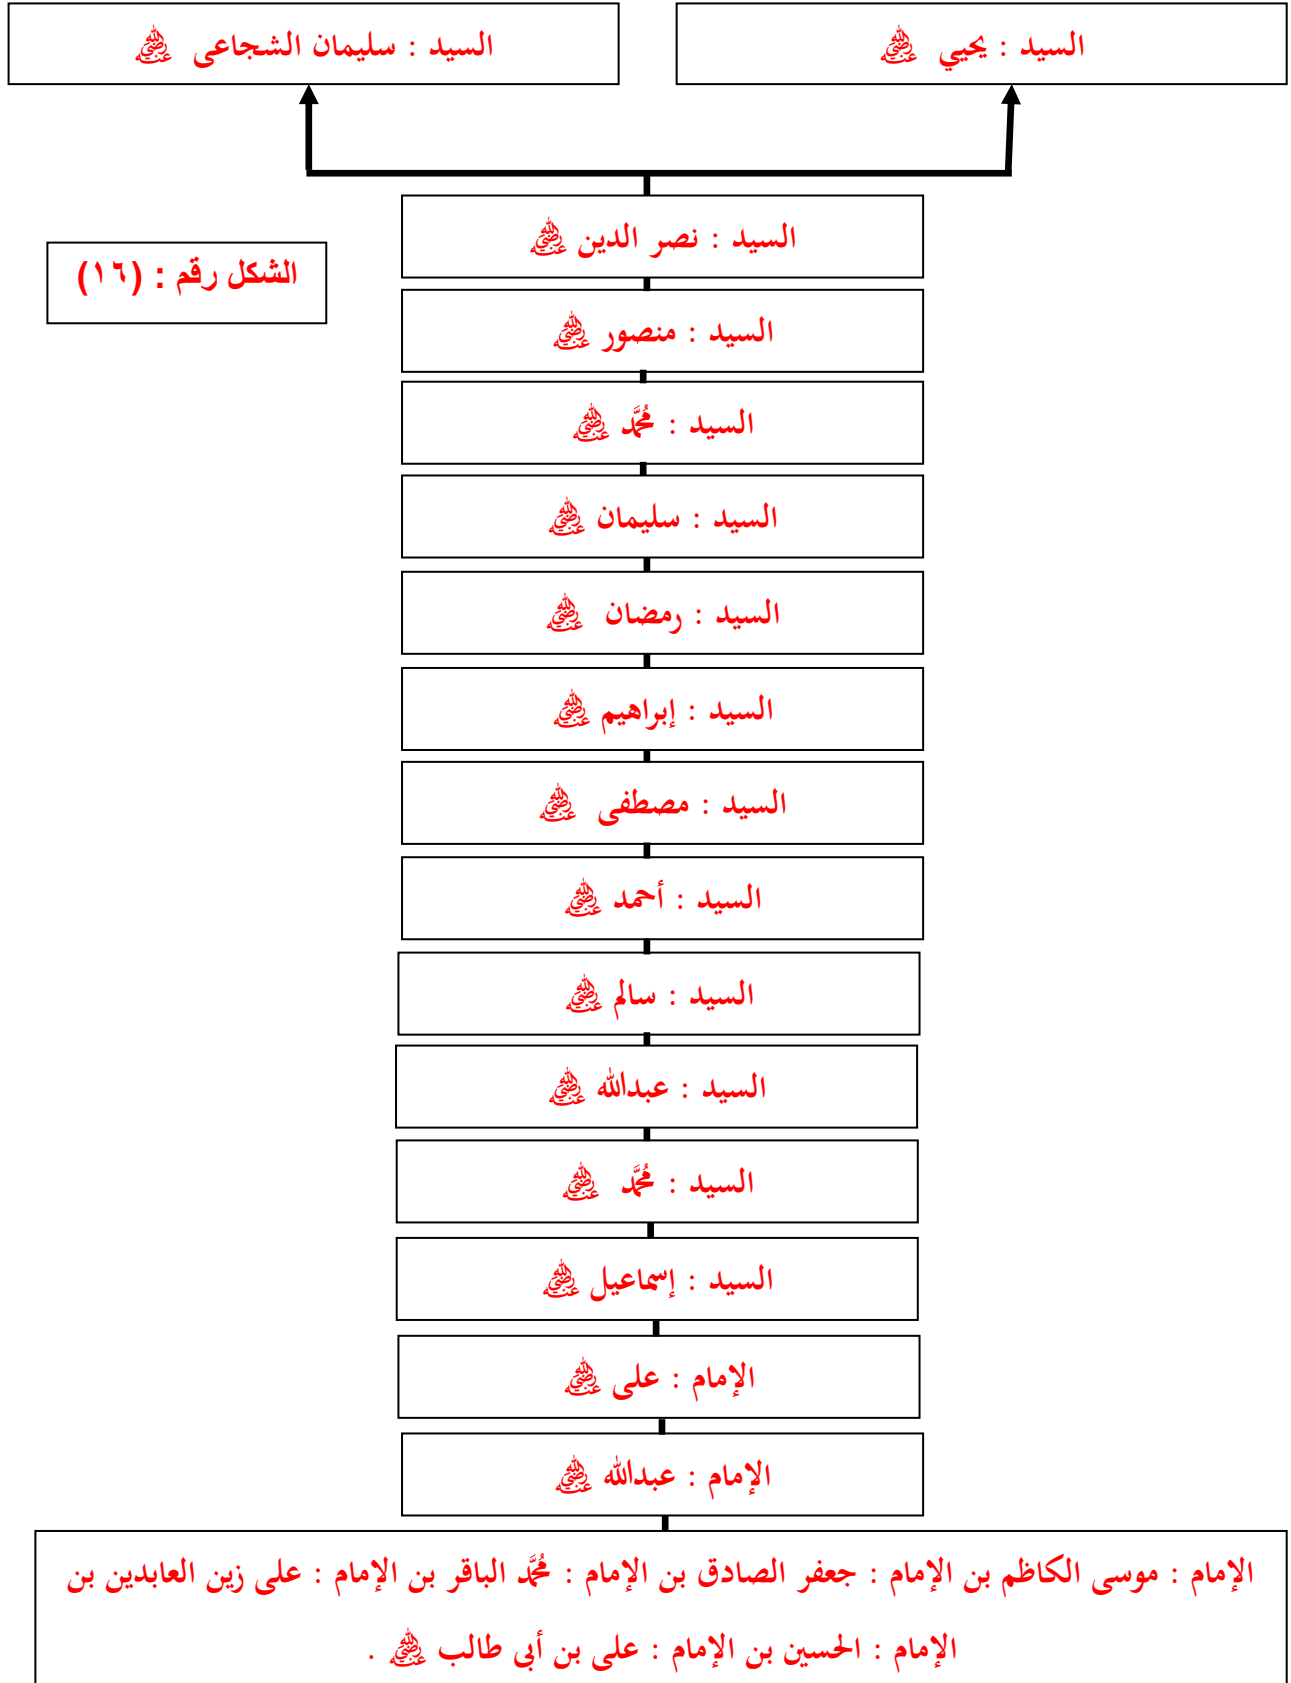 السيد : يحيي ﵁
السيد : سليمان الشجاعى ﵁
السيد : نصر الدين ﵁
الشكل رقم : (١٦)
السيد : منصور ﵁
السيد : مُحَمَّد ﵁
السيد : سليمان ﵁
السيد : رمضان ﵁
السيد : إبراهيم ﵁
السيد : مصطفى ﵁
السيد : أحمد ﵁
السيد : سالم ﵁
السيد : عبدالله ﵁
السيد : مُحَمَّد ﵁
السيد : إسماعيل ﵁
الإمام : على ﵁
الإمام : عبدالله ﵁
الإمام : موسى الكاظم بن الإمام : جعفر الصادق بن الإمام : مُحَمَّد الباقر بن الإمام : على زين العابدين بن
الإمام : الحسين بن الإمام : على بن أبى طالب ﵁ .